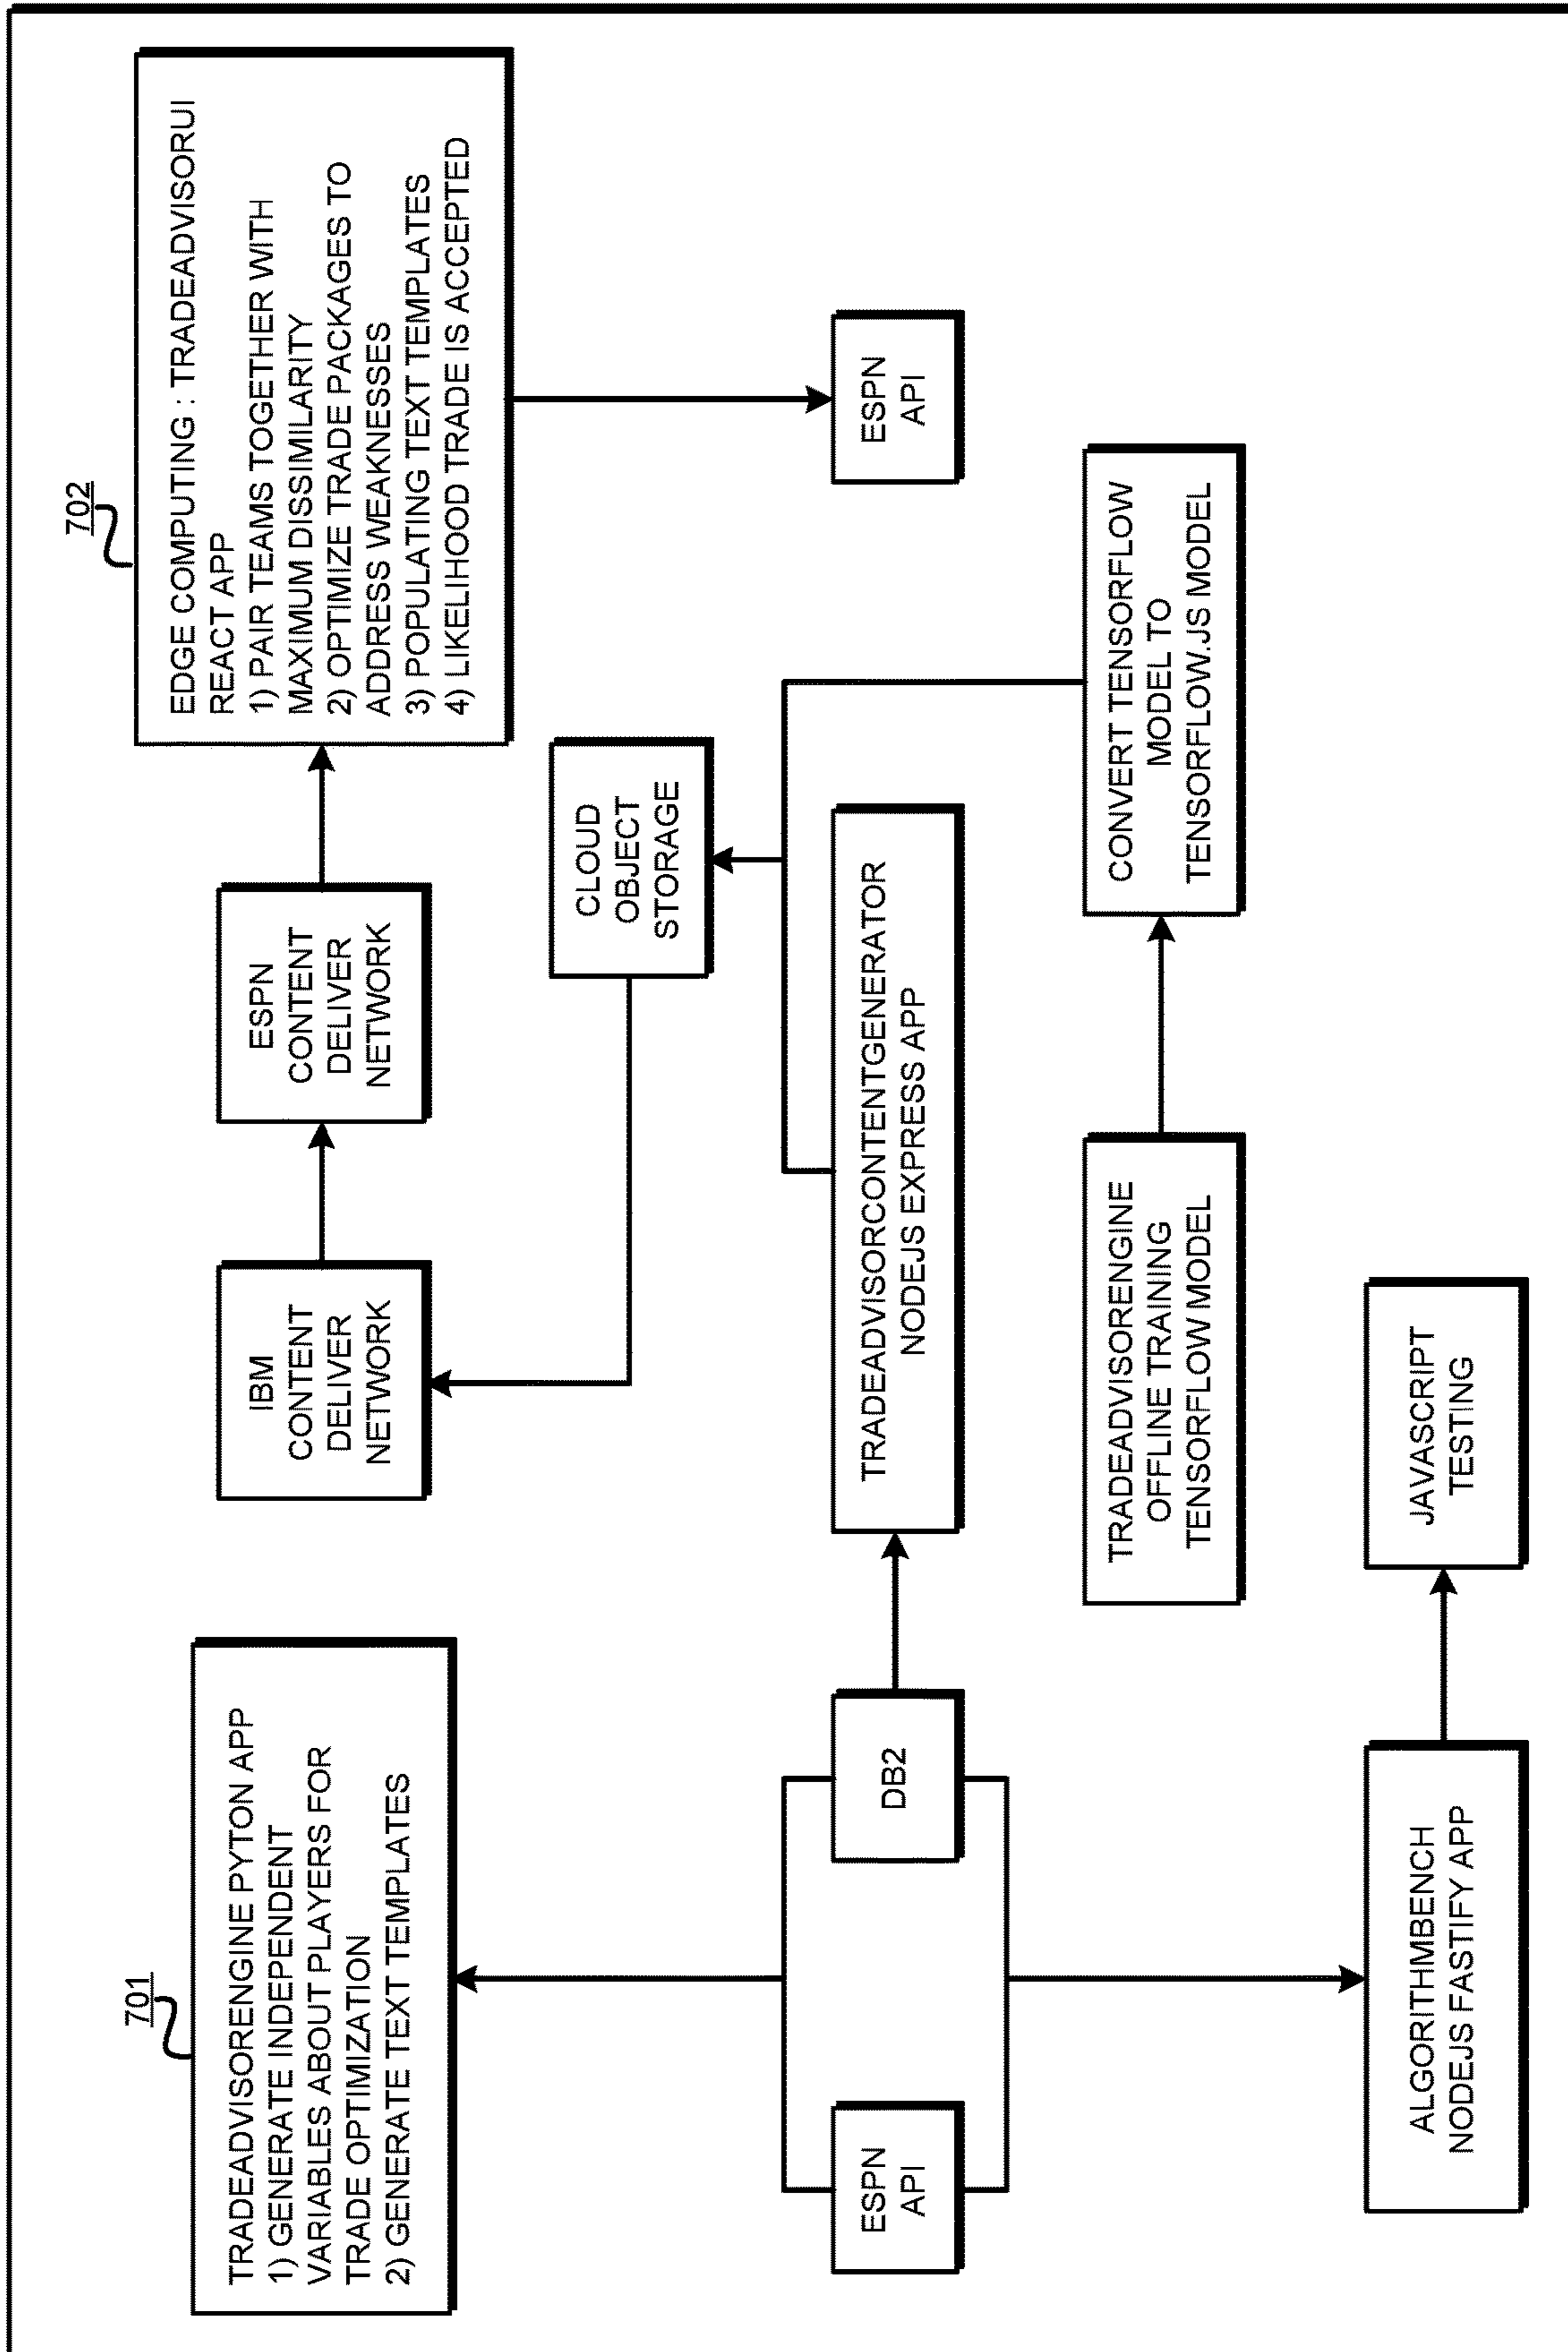 701
TRADEADVISORENGINE PYTON APP
1) GENERATE INDEPENDENT
VARIABLES ABOUT PLAYERS FOR
TRADE OPTIMIZATION
2) GENERATE TEXT TEMPLATES
IBM
CONTENT
DELIVER
NETWORK
ESPN
CONTENT
DELIVER
NETWORK
702
EDGE COMPUTING : TRADEADVISORUI
REACT APP
1) PAIR TEAMS TOGETHER WITH
MAXIMUM DISSIMILARITY
2) OPTIMIZE TRADE PACKAGES TO
ADDRESS WEAKNESSES
3) POPULATING TEXT TEMPLATES
4) LIKELIHOOD TRADE IS ACCEPTED
CLOUD
OBJECT
STORAGE
ESPN
API
DB2
TRADEADVISORCONTENTGENERATOR
NODEJS EXPRESS APP
ESPN
API
TRADEADVISORENGINE
OFFLINE TRAINING
TENSORFLOW MODEL
CONVERT TENSORFLOW
MODEL TO
TENSORFLOW.JS MODEL
ALGORITHMBENCH
NODEJS FASTIFY APP
JAVASCRIPT
TESTING